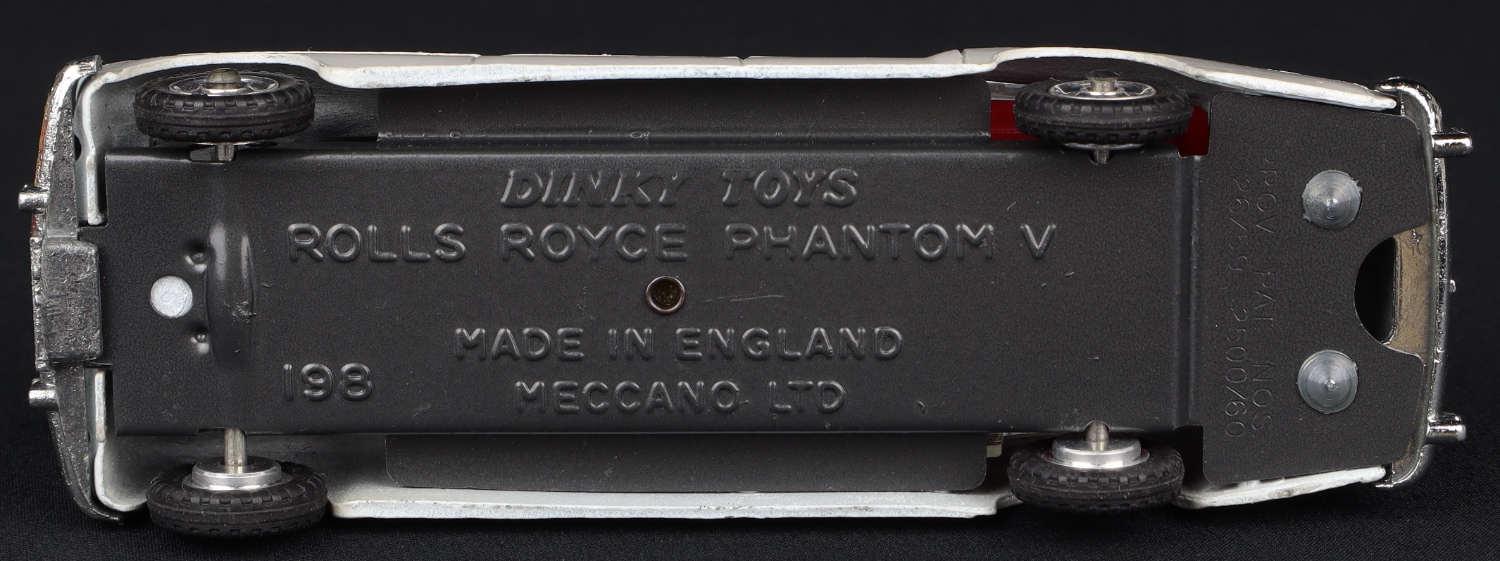 DINKY TOYS
ROLLS ROYCE PHANTOM V
MADE IN ENGLAND
198
MECCANO LTD
PROV. PAT. NOS